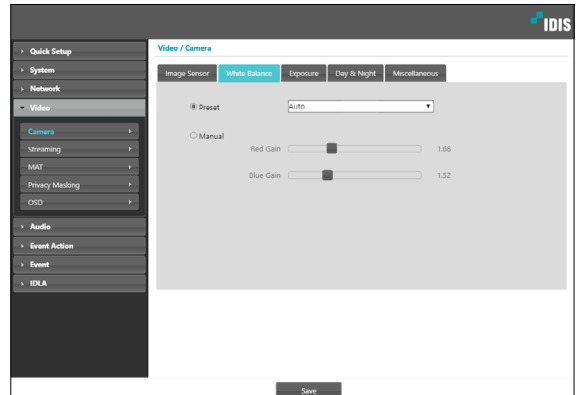 IDIS
Quick Setup
System
Network
Video
Camera
Streaming
MAT
Privacy Masking
OSD
Audio
Event Action
Event
IDLA
Video / Camera
Image Sensor White Balance Exposure Day & Night Miscellaneous
Preset Auto
Manual
Red Gain 1.68
Blue Gain 1.52
Save